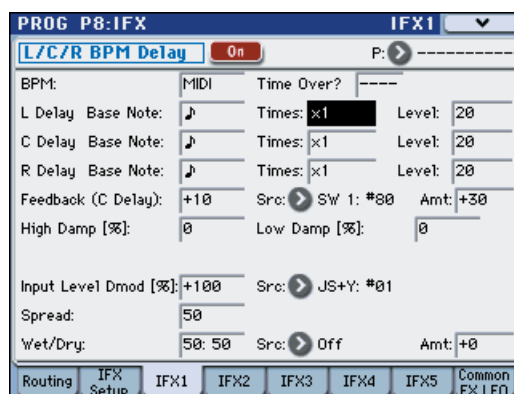 PROG P8:IFX IFX1
L/C/R BPM Delay On P: ----------
BPM: MIDI Time Over? ----
L Delay Base Note: ♪ Times: x1 Level: 20
C Delay Base Note: ♪ Times: x1 Level: 20
R Delay Base Note: ♪ Times: x1 Level: 20
Feedback (C Delay): +10 Src: SW 1: #80 Amt: +30
High Damp [%]: 0 Low Damp [%]: 0
Input Level Dmod [%]: +100 Src: JS+Y: #01
Spread: 50
Wet/Dry: 50: 50 Src: Off Amt: +0
Routing IFX Setup IFX1 IFX2 IFX3 IFX4 IFX5 Common FX LFO